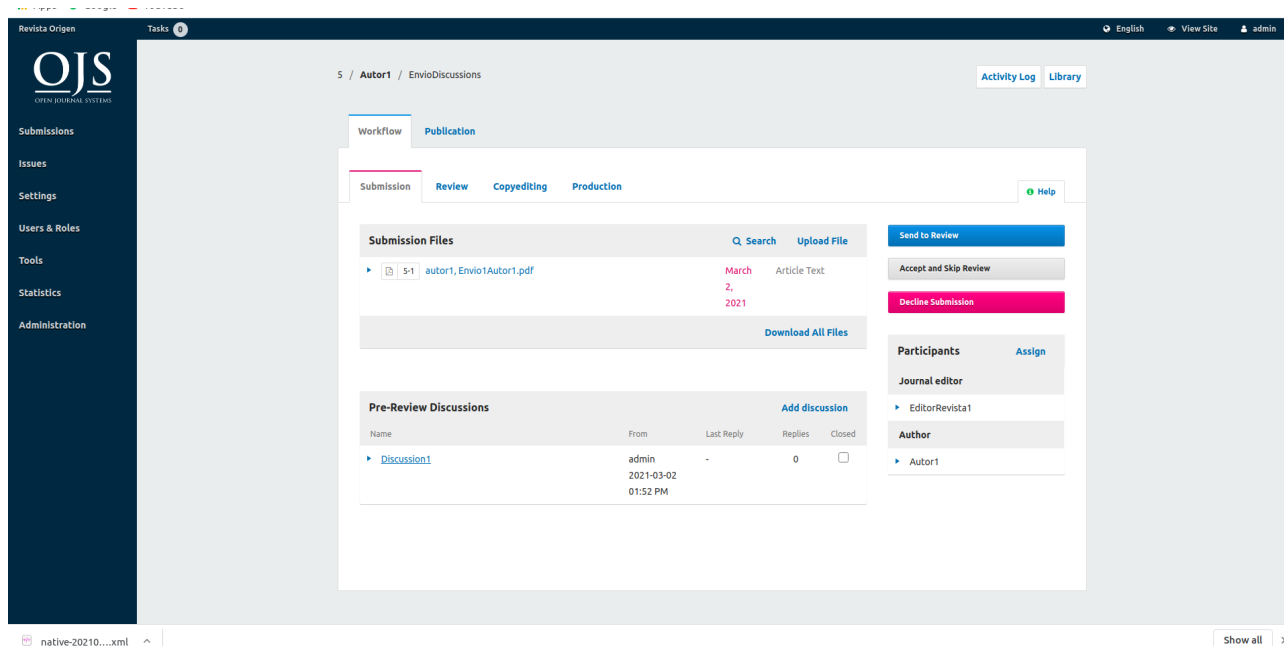 Revista Origen Tasks 0 English View Site admin
OJS
OPEN JOURNAL SYSTEMS
5 / Autor1 / EnvioDiscussions
Activity Log Library
Submissions
Issues
Settings
Users & Roles
Tools
Statistics
Administration
Workflow Publication
Submission Review Copyediting Production
Help
Submission Files Search Upload File
5-1 autor1, Envio1Autor1.pdf March 2, 2021 Article Text
Download All Files
Pre-Review Discussions Add discussion
Name From Last Reply Replies Closed
Discussion1 admin - 0
2021-03-02
01:52 PM
Send to Review
Accept and Skip Review
Decline Submission
Participants Assign
Journal editor
EditorRevista1
Author
Autor1
native-20210....xml Show all